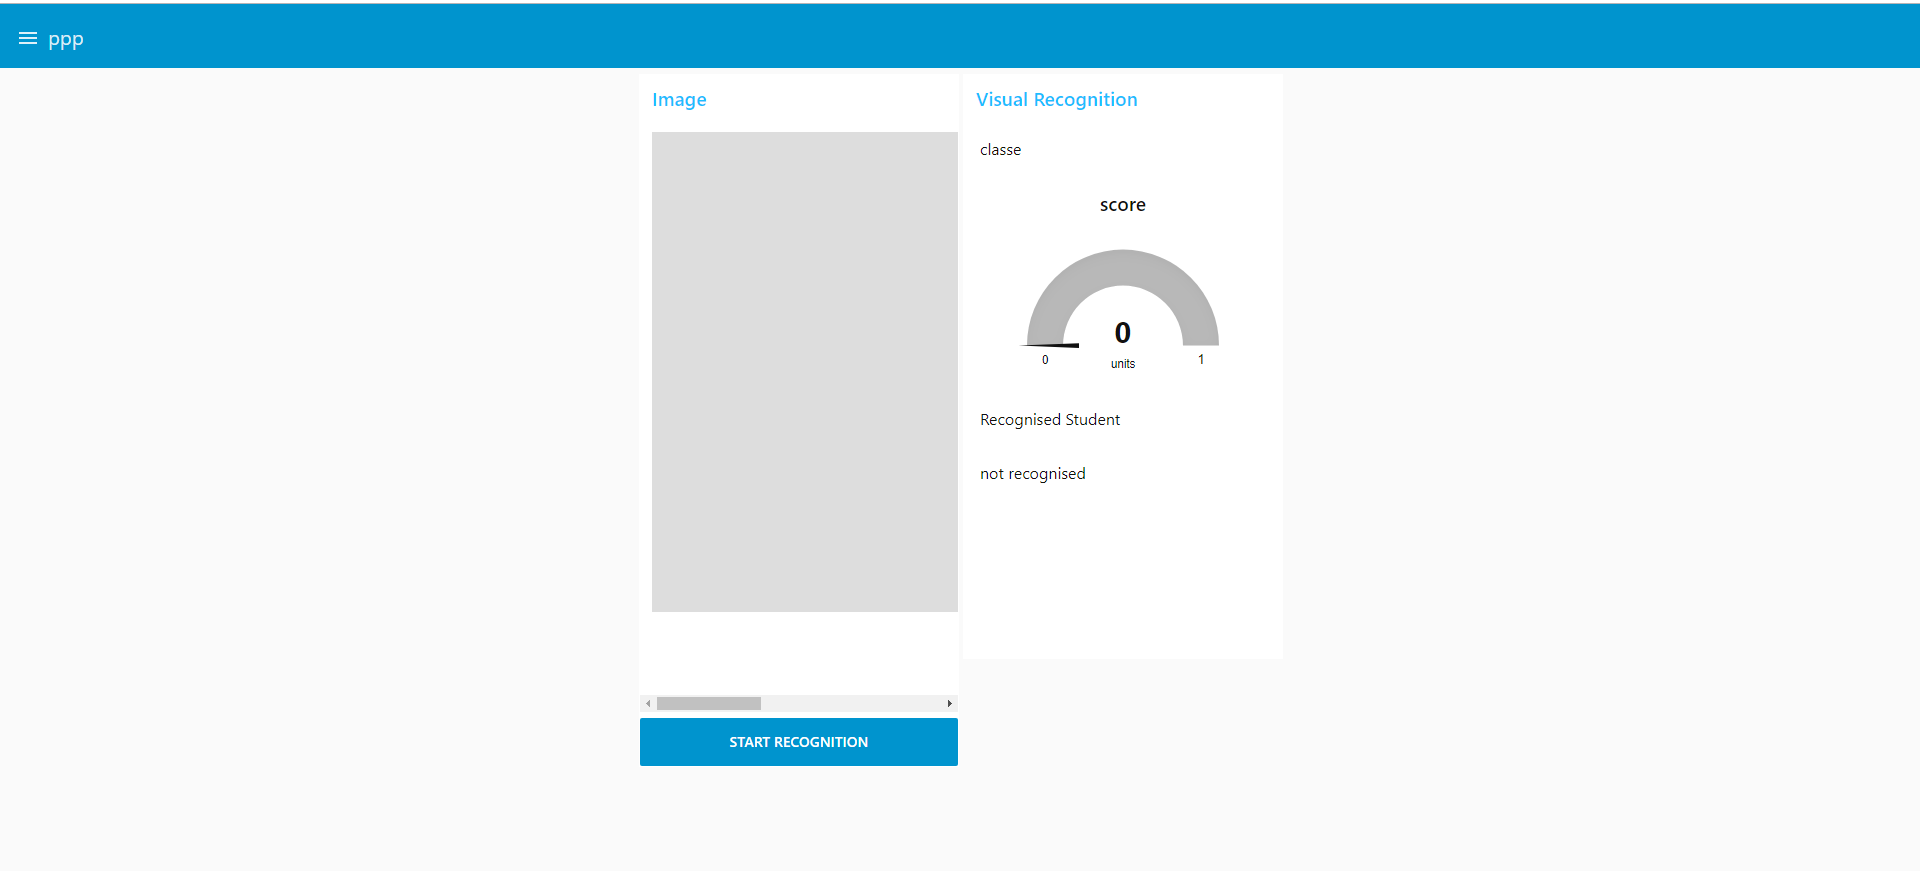 ppp
Image
START RECOGNITION
Visual Recognition
classe
score
0
units
0
1
Recognised Student
not recognised